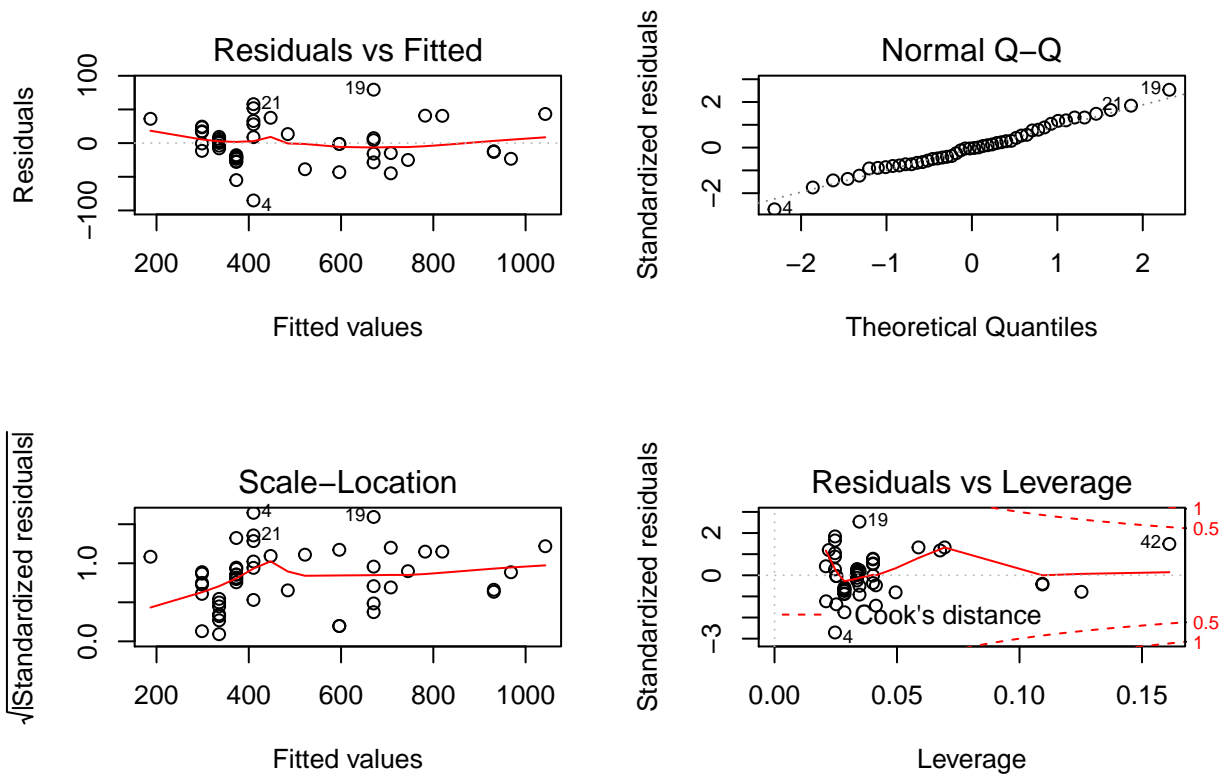 Residuals vs Fitted
Residuals
100
0
−100
200 400 600 800 1000
Fitted values
19
21
4
Normal Q−Q
Standardized residuals
2
0
−2
−2 −1 0 1 2
Theoretical Quantiles
19
21
4
Scale−Location
√|Standardized residuals|
1.0
0.0
200 400 600 800 1000
Fitted values
4
19
21
Residuals vs Leverage
Standardized residuals
2
0
−3
0.00 0.05 0.10 0.15
Leverage
19
42
4
Cook's distance
1
0.5
0.5
1